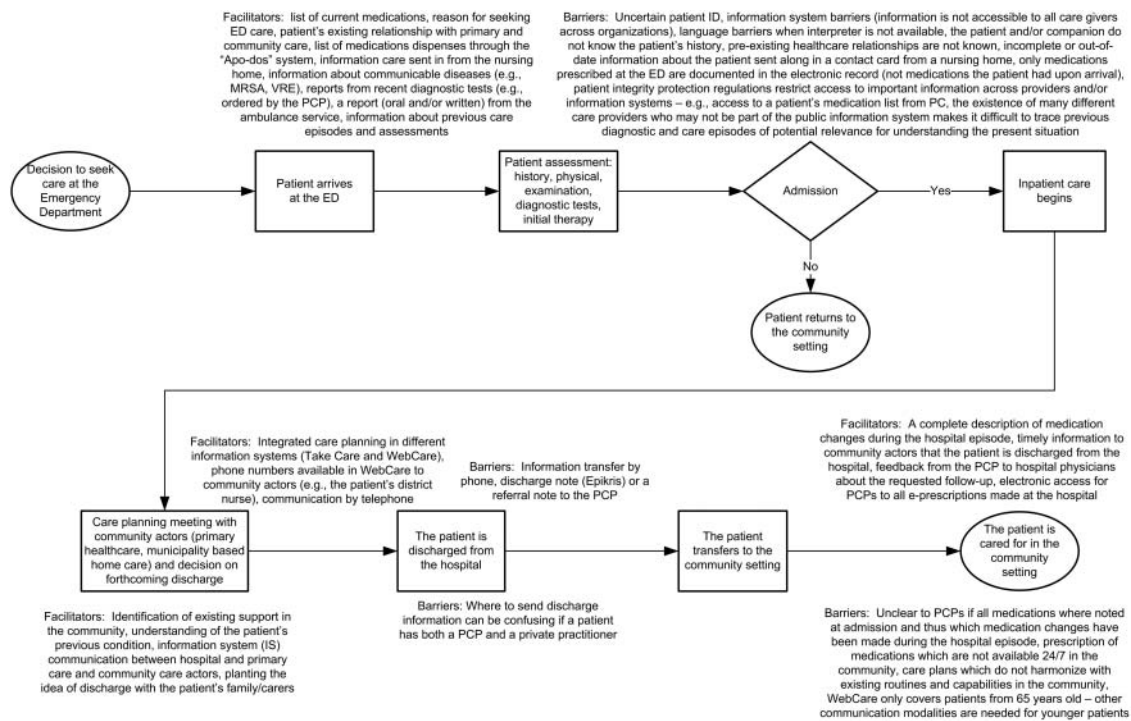 Facilitators: list of current medications, reason for seeking
ED care, patient's existing relationship with primary and
community care, list of medications dispenses through the
"Apo-dos" system, information care sent in from the nursing
home, information about communicable diseases (e.g.,
MRSA, VRE), reports from recent diagnostic tests (e.g.,
ordered by the PCP), a report (oral and/or written) from the
ambulance service, information about previous care
episodes and assessments
Barriers: Uncertain patient ID, information system barriers (information is not accessible to all care givers
across organizations), language barriers when interpreter is not available, the patient and/or companion do
not know the patient's history, pre-existing healthcare relationships are not known, incomplete or out-of-
date information about the patient sent along in a contact card from a nursing home, only medications
prescribed at the ED are documented in the electronic record (not medications the patient had upon arrival),
patient integrity protection regulations restrict access to important information across providers and/or
information systems – e.g., access to a patient's medication list from PC, the existence of many different
care providers who may not be part of the public information system makes it difficult to trace previous
diagnostic and care episodes of potential relevance for understanding the present situation
Decision to seek
care at the
Emergency
Department
Patient arrives
at the ED
Patient assessment:
history, physical,
examination,
diagnostic tests,
initial therapy
Admission
Yes
Inpatient care
begins
No
Patient returns to
the community
setting
Facilitators: Integrated care planning in different
information systems (Take Care and WebCare),
phone numbers available in WebCare to
community actors (e.g., the patient's district
nurse), communication by telephone
Barriers: Information transfer by
phone, discharge note (Epikris) or a
referral note to the PCP
Facilitators: A complete description of medication
changes during the hospital episode, timely information to
community actors that the patient is discharged from the
hospital, feedback from the PCP to hospital physicians
about the requested follow-up, electronic access for
PCPs to all e-prescriptions made at the hospital
Care planning meeting with
community actors (primary
healthcare, municipality based
home care) and decision on
forthcoming discharge
The patient is
discharged from
the hospital
The patient
transfers to the
community setting
The patient is
cared for in the
community
setting
Facilitators: Identification of existing support in
the community, understanding of the patient's
previous condition, information system (IS)
communication between hospital and primary
care and community care actors, planting the
idea of discharge with the patient's family/carers
Barriers: Where to send discharge
information can be confusing if a patient
has both a PCP and a private practitioner
Barriers: Unclear to PCPs if all medications where noted
at admission and thus which medication changes have
been made during the hospital episode, prescription of
medications which are not available 24/7 in the
community, care plans which do not harmonize with
existing routines and capabilities in the community,
WebCare only covers patients from 65 years old – other
communication modalities are needed for younger patients